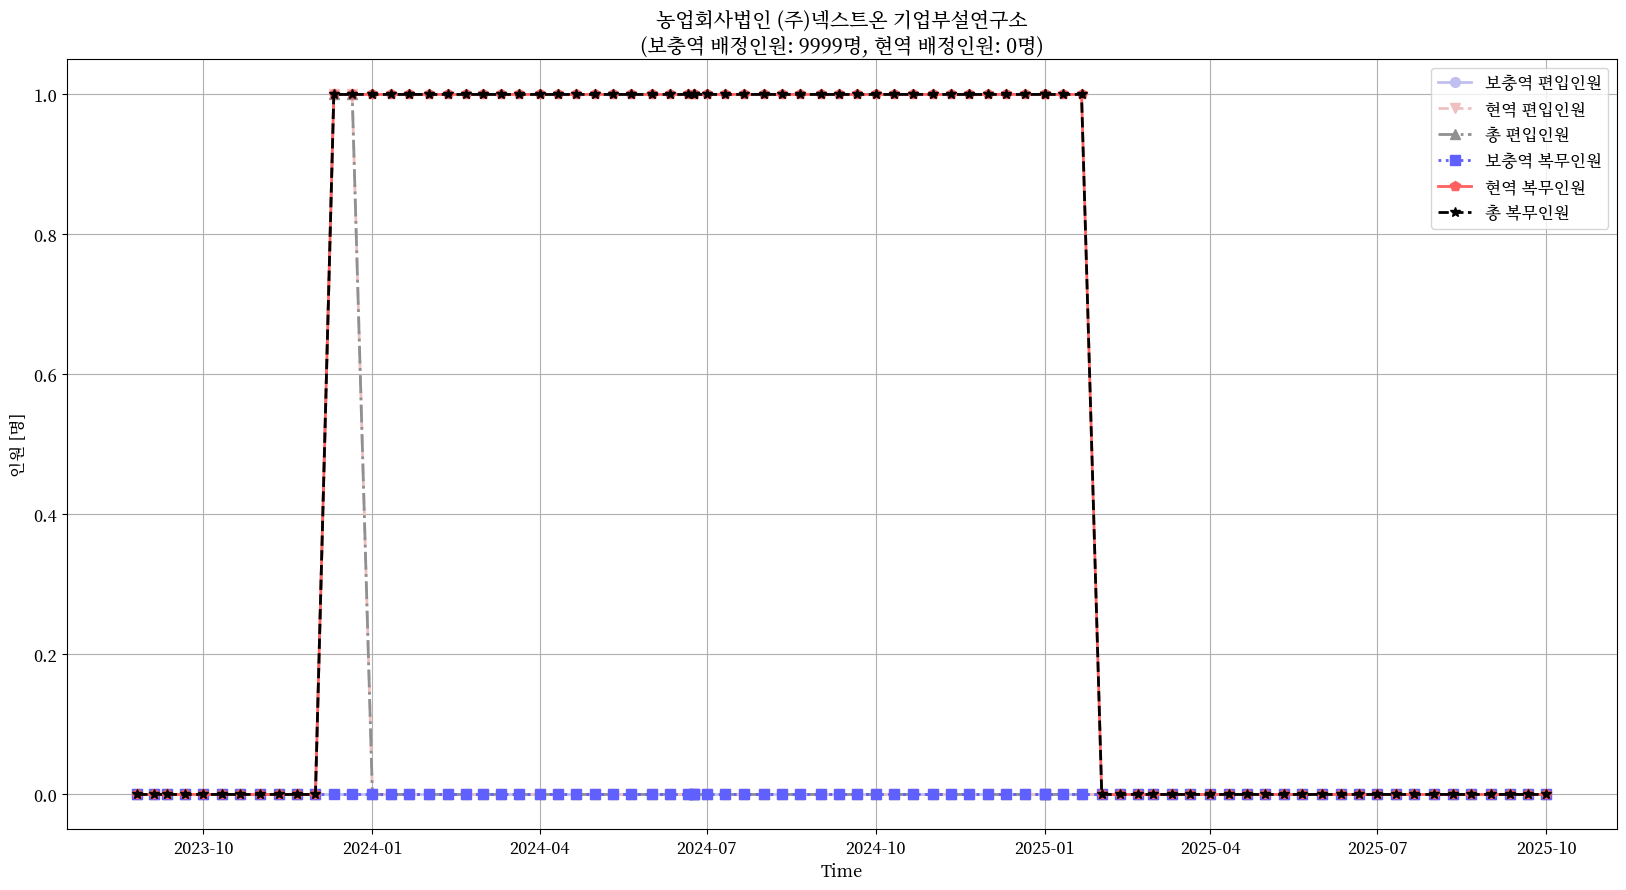 농업회사법인 (주)넥스트온 기업부설연구소
(보충역 배정인원: 9999명, 현역 배정인원: 0명)
보충역 편입인원
현역 편입인원
총 편입인원
보충역 복무인원
현역 복무인원
총 복무인원
인원 [명]
1.0
0.8
0.6
0.4
0.2
0.0
2023-10 2024-01 2024-04 2024-07 2024-10 2025-01 2025-04 2025-07 2025-10
Time